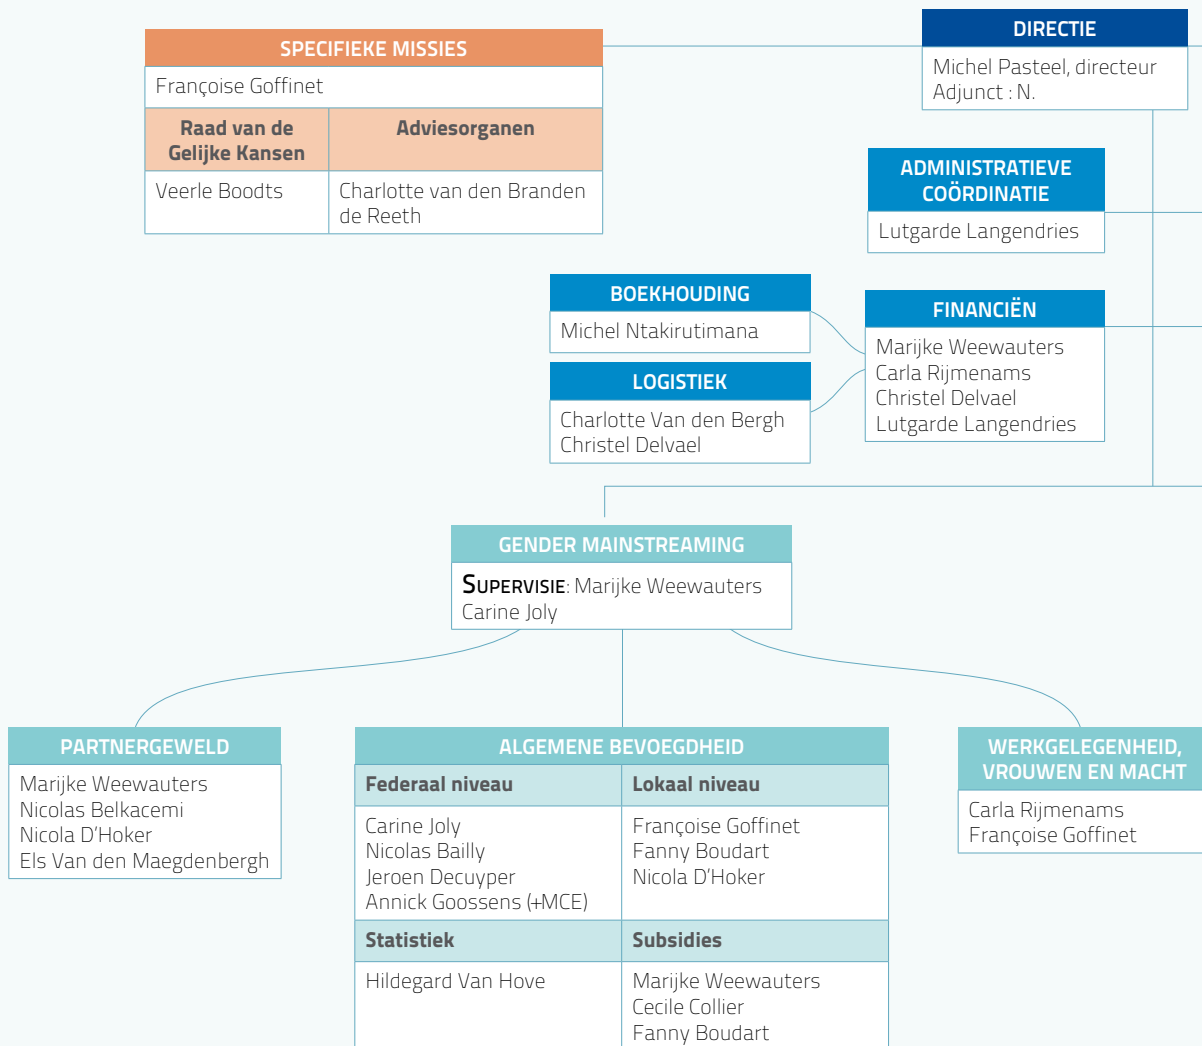 SPECIFIEKE MISSIES
Françoise Goffinet
Raad van de
Gelijke Kansen
Adviesorganen
Veerle Boodts
Charlotte van den Branden
de Reeth
DIRECTIE
Michel Pasteel, directeur
Adjunct : N.
ADMINISTRATIEVE
COÖRDINATIE
Lutgarde Langendries
BOEKHOUDING
Michel Ntakirutimana
LOGISTIEK
Charlotte Van den Bergh
Christel Delvael
FINANCIËN
Marijke Weewauters
Carla Rijmenams
Christel Delvael
Lutgarde Langendries
GENDER MAINSTREAMING
SUPERVISIE: Marijke Weewauters
Carine Joly
PARTNERGEWELD
Marijke Weewauters
Nicolas Belkacemi
Nicola D'Hoker
Els Van den Maegdenbergh
ALGEMENE BEVOEGDHEID
Federaal niveau
Carine Joly
Nicolas Bailly
Jeroen Decuyper
Annick Goossens (+MCE)
Lokaal niveau
Françoise Goffinet
Fanny Boudart
Nicola D'Hoker
Statistiek
Hildegard Van Hove
Subsidies
Marijke Weewauters
Cecile Collier
Fanny Boudart
WERKGELEGENHEID,
VROUWEN EN MACHT
Carla Rijmenams
Françoise Goffinet